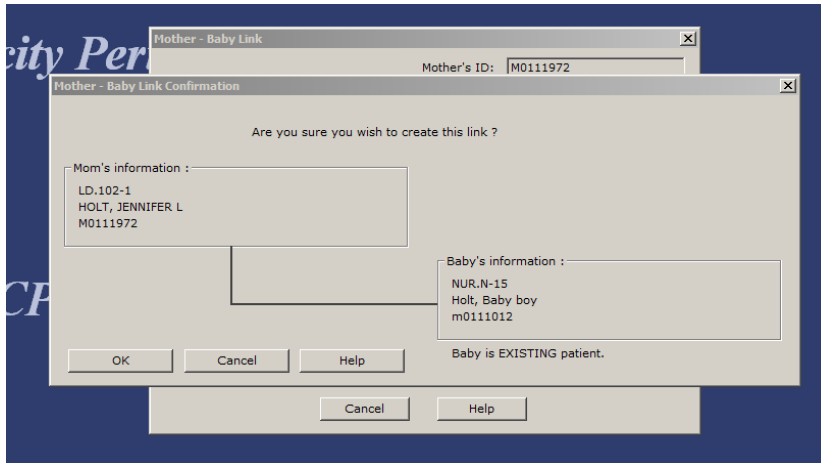 city Peri
Mother - Baby Link
Mother's ID: M0111972
Mother - Baby Link Confirmation
Are you sure you wish to create this link ?
Mom's information :
LD.102-1
HOLT, JENNIFER L
M0111972
Baby's information :
NUR.N-15
Holt, Baby boy
m0111012
Baby is EXISTING patient.
CP
OK Cancel Help
Cancel Help